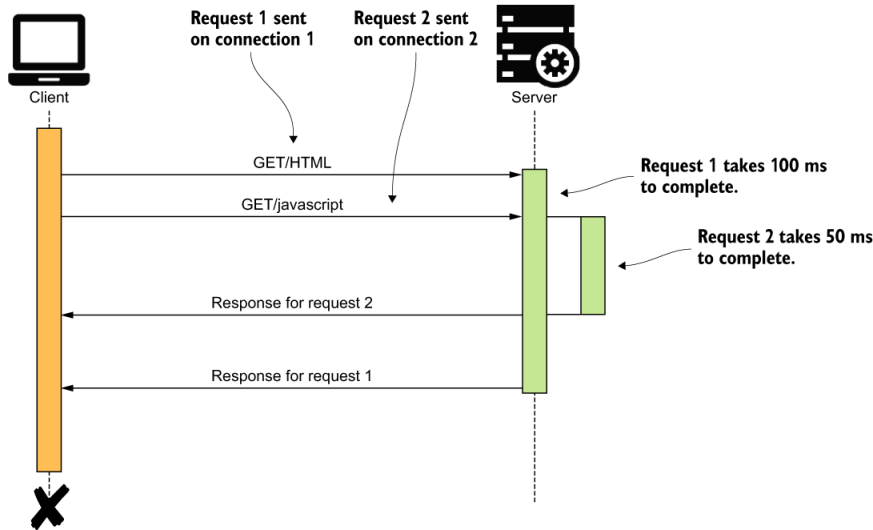 Request 1 sent
on connection 1
Request 2 sent
on connection 2
Client
Server
GET/HTML
Request 1 takes 100 ms
to complete.
GET/javascript
Request 2 takes 50 ms
to complete.
Response for request 2
Response for request 1